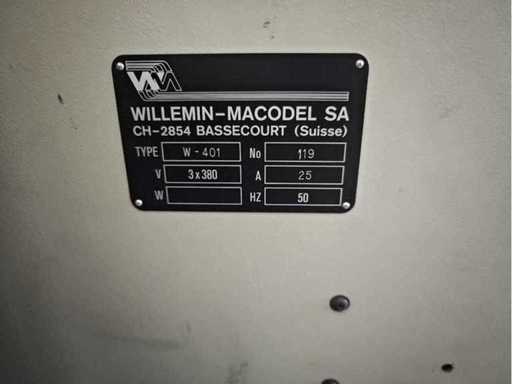 WILLEMIN-MACODEL SA
CH-2854 BASSECOURT (Suisse)
TYPE W-401 No 119
V 3x380 A 25
W HZ 50